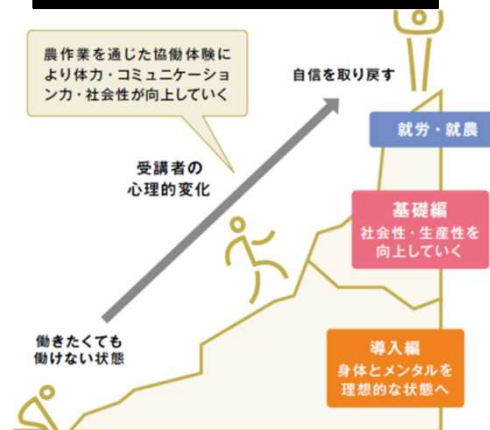 農作業を通じた協働体験に
より体力・コミュニケーショ
ン力・社会性が向上していく
自信を取り戻す
就労・就農
受講者の
心理的変化
基礎編
社会性・生産性を
向上していく
働きたくても
働けない状態
導入編
身体とメンタルを
理想的な状態へ